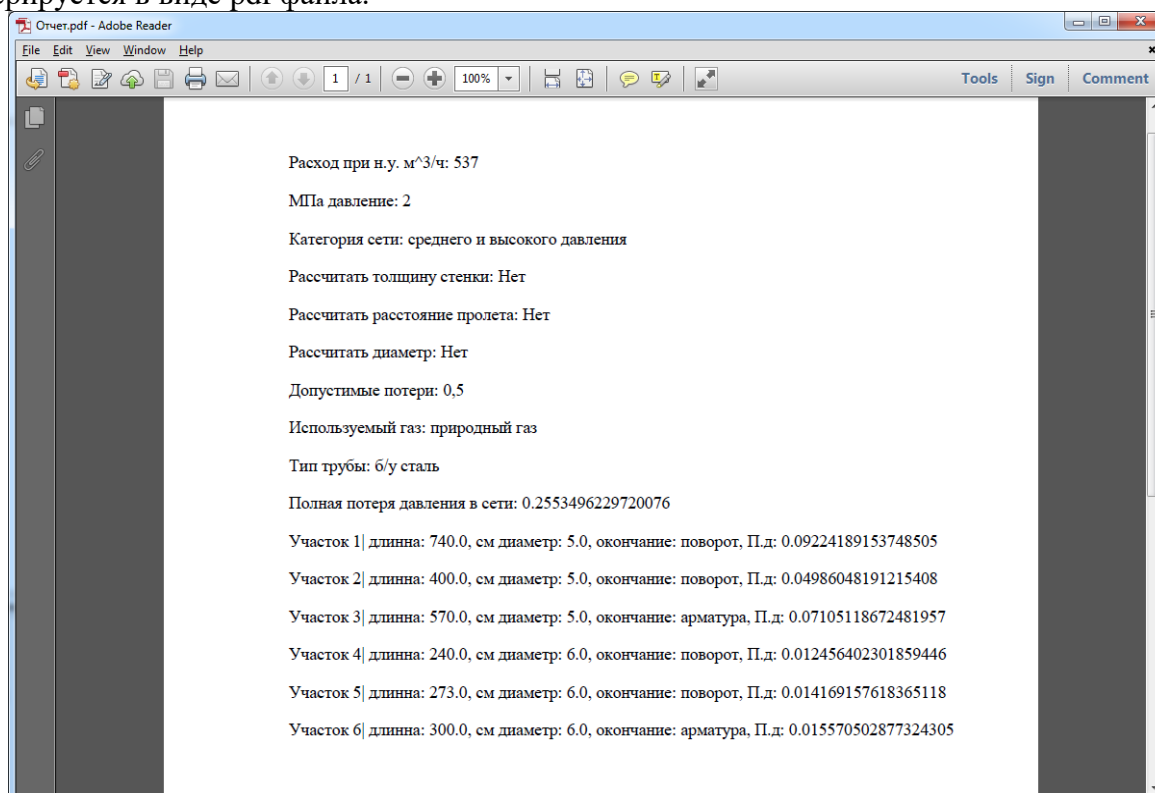 ерируется в виде pdf файла.
Отчет.pdf - Adobe Reader
File Edit View Window Help
1 / 1 100% Tools Sign Comment
Расход при н.у. м^3/ч: 537
МПа давление: 2
Категория сети: среднего и высокого давления
Рассчитать толщину стенки: Нет
Рассчитать расстояние пролета: Нет
Рассчитать диаметр: Нет
Допустимые потери: 0,5
Используемый газ: природный газ
Тип трубы: б/у сталь
Полная потеря давления в сети: 0.2553496229720076
Участок 1| длинна: 740.0, см диаметр: 5.0, окончание: поворот, П.д: 0.09224189153748505
Участок 2| длинна: 400.0, см диаметр: 5.0, окончание: поворот, П.д: 0.04986048191215408
Участок 3| длинна: 570.0, см диаметр: 5.0, окончание: арматура, П.д: 0.07105118672481957
Участок 4| длинна: 240.0, см диаметр: 6.0, окончание: поворот, П.д: 0.012456402301859446
Участок 5| длинна: 273.0, см диаметр: 6.0, окончание: поворот, П.д: 0.014169157618365118
Участок 6| длинна: 300.0, см диаметр: 6.0, окончание: арматура, П.д: 0.015570502877324305